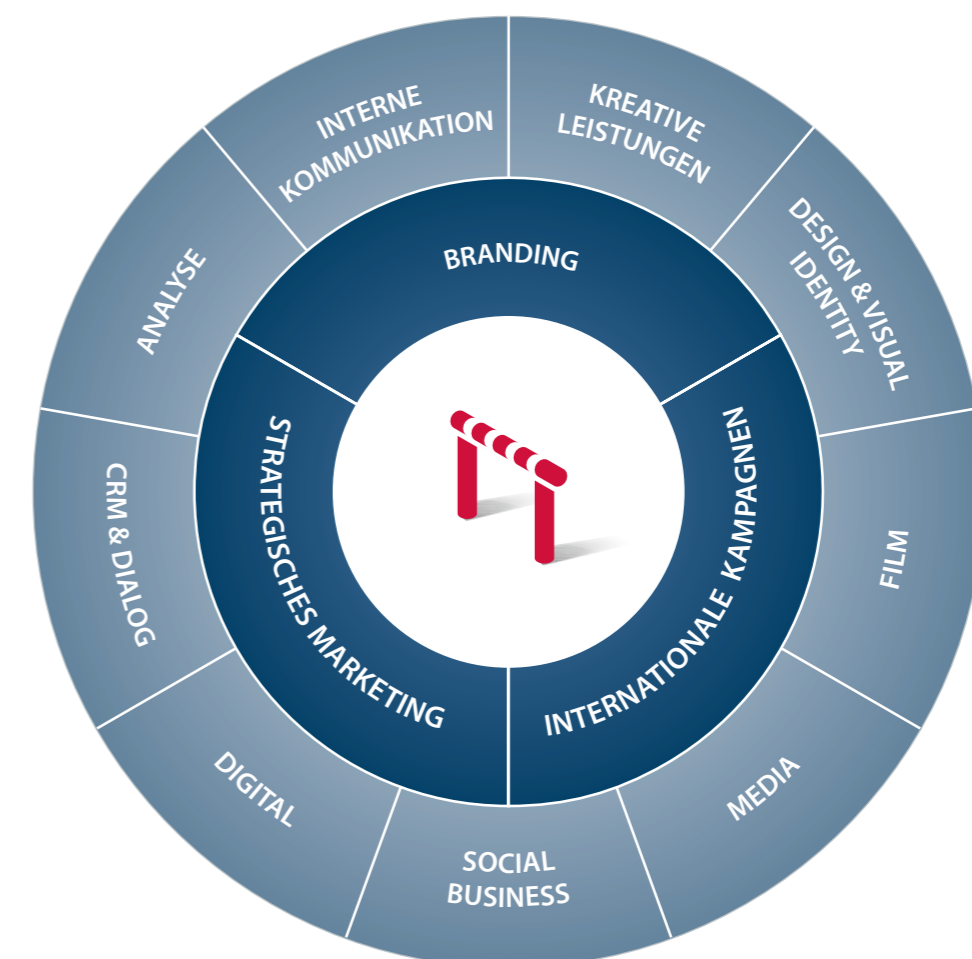 INTERNE
KOMMUNIKATION
KREATIVE
LEISTUNGEN
DESIGN & VISUAL
IDENTITY
FILM
MEDIA
SOCIAL
BUSINESS
DIGITAL
CRM & DIALOG
ANALYSE
BRANDING
INTERNATIONALE KAMPAGNEN
STRATEGISCHES MARKETING